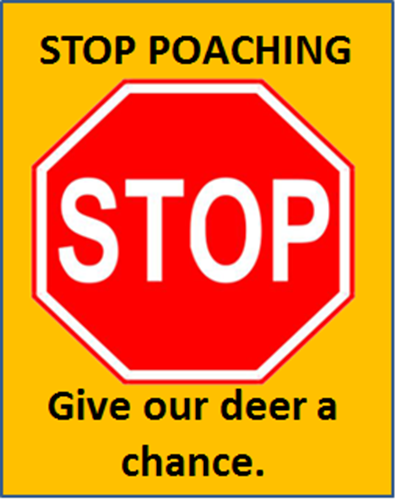 STOP POACHING
STOP
Give our deer a
chance.